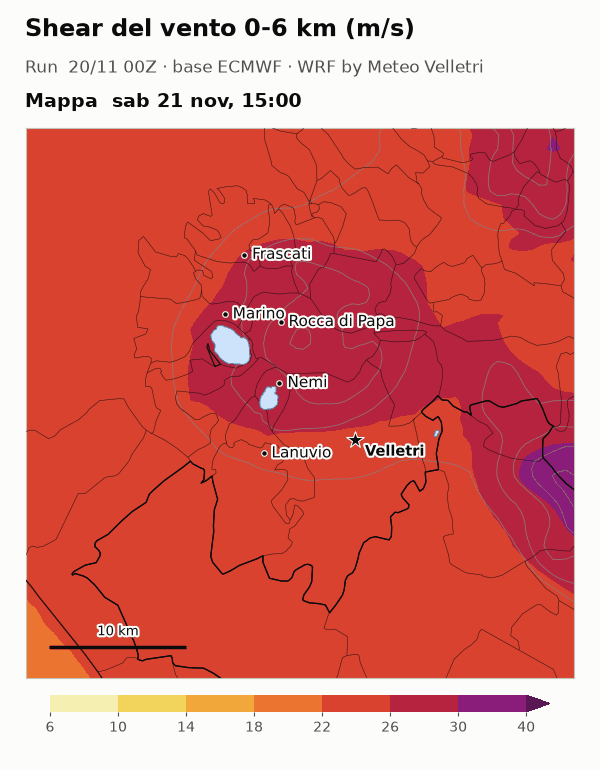 Shear del vento 0-6 km (m/s)
Run  20/11 00Z · base ECMWF · WRF by Meteo Velletri
Mappa  sab 21 nov, 15:00
Frascati
Marino
Rocca di Papa
Nemi
Lanuvio
Velletri
10 km
6 10 14 18 22 26 30 40